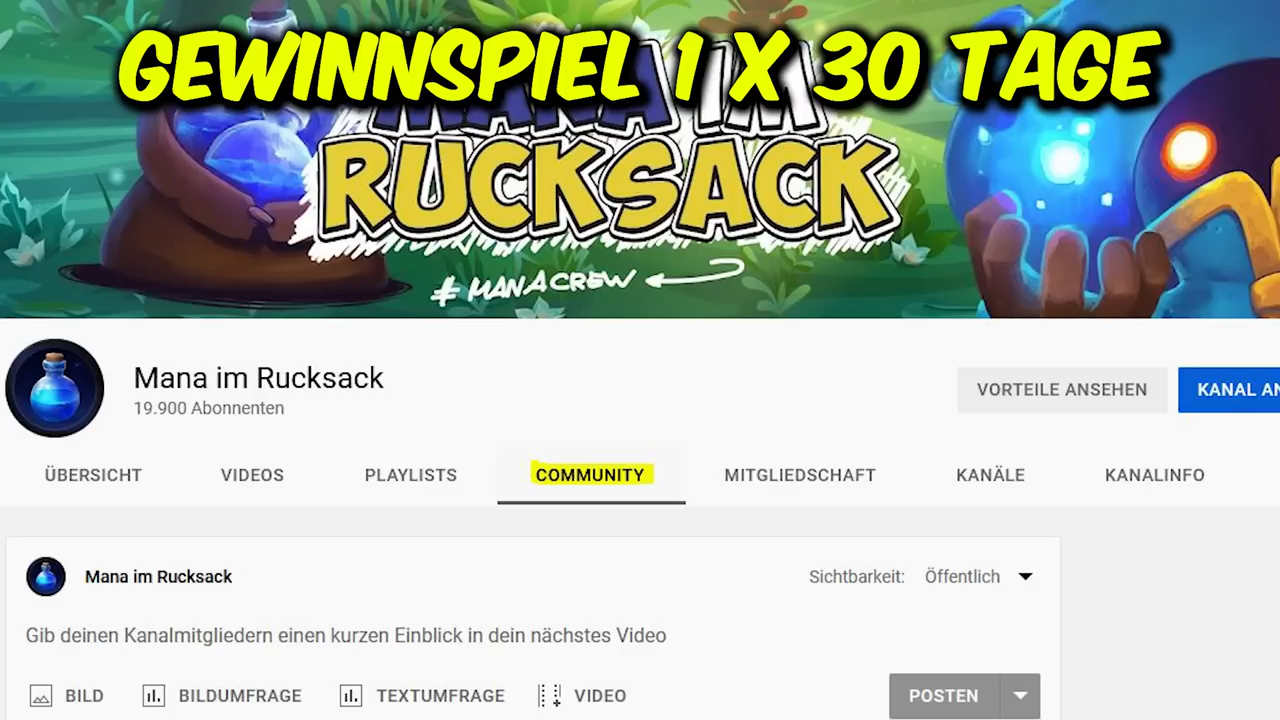 GEWINNSPIEL 1 X 30 TAGE
MANA IM
RUCKSACK
# MANACREW
Mana im Rucksack
19.900 Abonnenten
VORTEILE ANSEHEN
KANAL AN
ÜBERSICHT
VIDEOS
PLAYLISTS
COMMUNITY
MITGLIEDSCHAFT
KANÄLE
KANALINFO
Mana im Rucksack
Sichtbarkeit: Öffentlich
Gib deinen Kanalmitgliedern einen kurzen Einblick in dein nächstes Video
BILD
BILDUMFRAGE
TEXTUMFRAGE
VIDEO
POSTEN